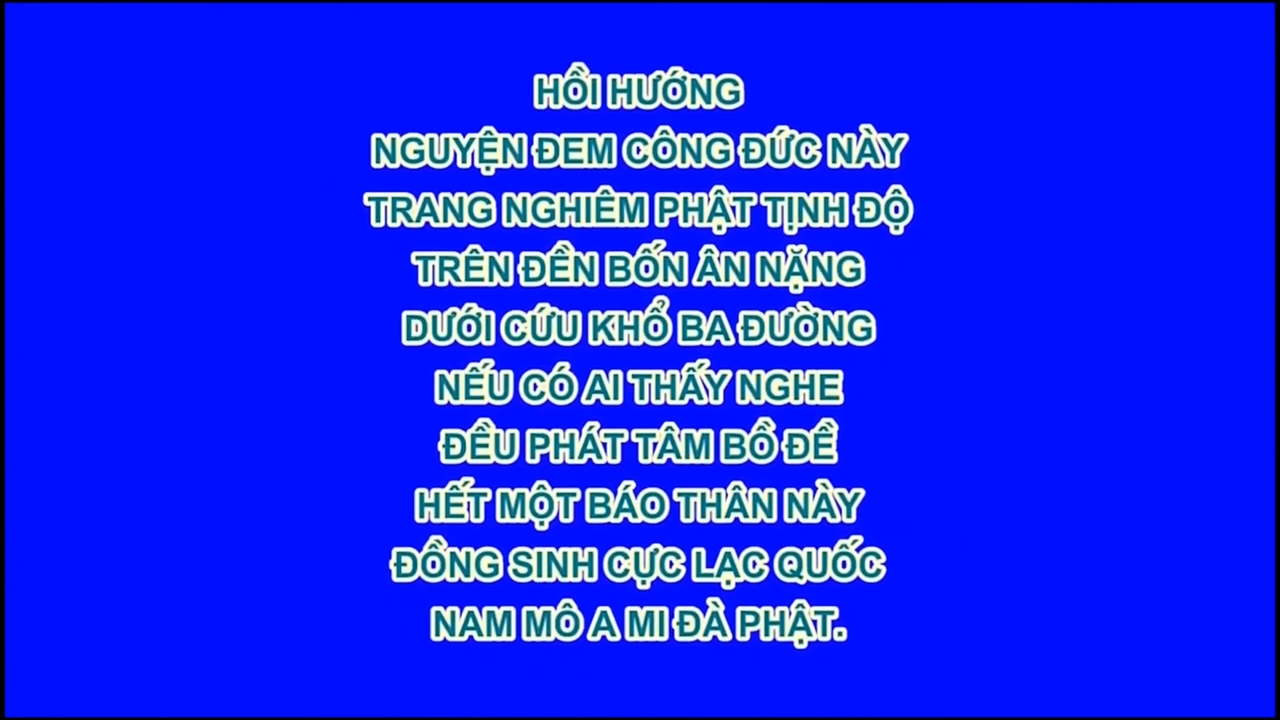 HỒI HƯỚNG
NGUYỆN ĐEM CÔNG ĐỨC NÀY
TRANG NGHIÊM PHẬT TỊNH ĐỘ
TRÊN ĐỀN BỐN ÂN NẶNG
DƯỚI CỨU KHỔ BA ĐƯỜNG
NẾU CÓ AI THẤY NGHE
ĐỀU PHÁT TÂM BỒ ĐỀ
HẾT MỘT BÁO THÂN NÀY
ĐỒNG SINH CỰC LẠC QUỐC
NAM MÔ A MI ĐÀ PHẬT.